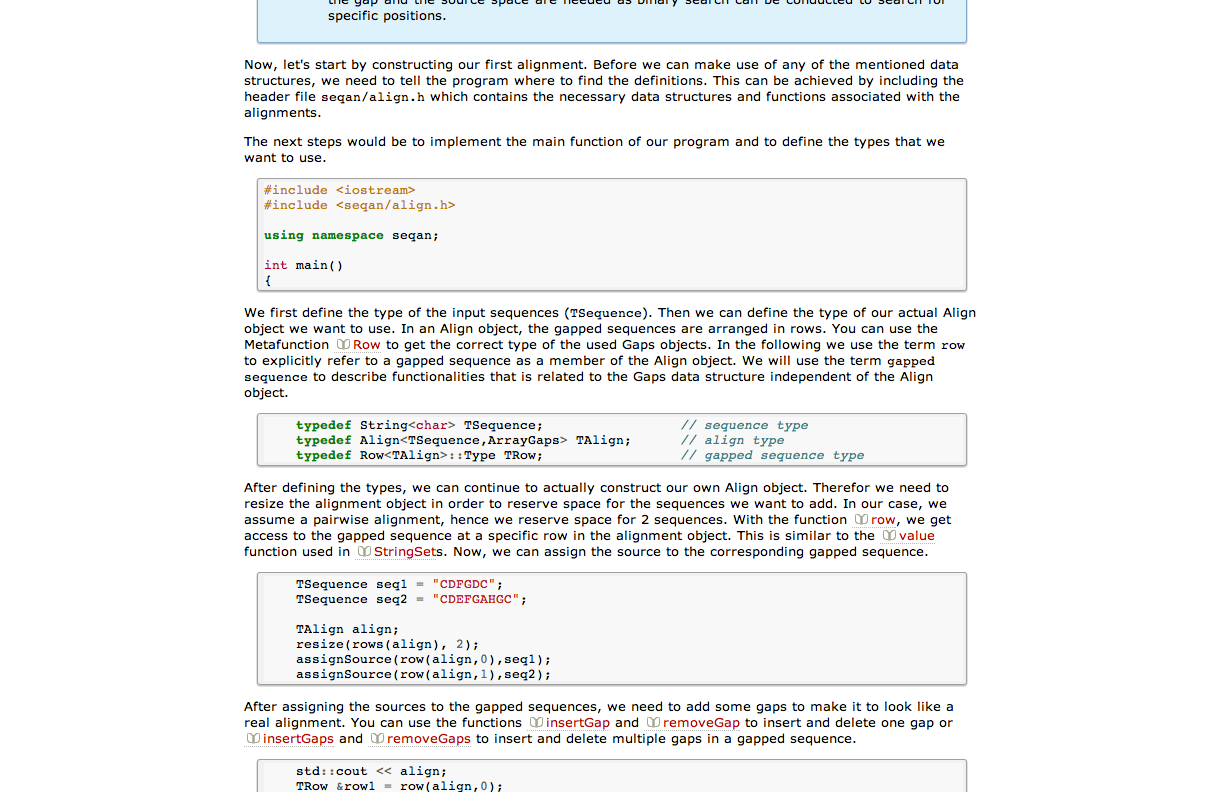 the gap and the source space are needed as binary search can be conducted to search for
specific positions.
Now, let's start by constructing our first alignment. Before we can make use of any of the mentioned data
structures, we need to tell the program where to find the definitions. This can be achieved by including the
header file seqan/align.h which contains the necessary data structures and functions associated with the
alignments.
The next steps would be to implement the main function of our program and to define the types that we
want to use.
#include <iostream>
#include <seqan/align.h>
using namespace seqan;
int main()
{
We first define the type of the input sequences (TSequence). Then we can define the type of our actual Align
object we want to use. In an Align object, the gapped sequences are arranged in rows. You can use the
Metafunction Row to get the correct type of the used Gaps objects. In the following we use the term row
to explicitly refer to a gapped sequence as a member of the Align object. We will use the term gapped
sequence to describe functionalities that is related to the Gaps data structure independent of the Align
object.
typedef String<char> TSequence; // sequence type
typedef Align<TSequence,ArrayGaps> TAlign; // align type
typedef Row<TAlign>::Type TRow; // gapped sequence type
After defining the types, we can continue to actually construct our own Align object. Therefor we need to
resize the alignment object in order to reserve space for the sequences we want to add. In our case, we
assume a pairwise alignment, hence we reserve space for 2 sequences. With the function row, we get
access to the gapped sequence at a specific row in the alignment object. This is similar to the value
function used in StringSets. Now, we can assign the source to the corresponding gapped sequence.
TSequence seq1 = "CDFGDC";
TSequence seq2 = "CDEFGAHGC";
TAlign align;
resize(rows(align), 2);
assignSource(row(align,0),seq1);
assignSource(row(align,1),seq2);
After assigning the sources to the gapped sequences, we need to add some gaps to make it to look like a
real alignment. You can use the functions insertGap and removeGap to insert and delete one gap or
insertGaps and removeGaps to insert and delete multiple gaps in a gapped sequence.
std::cout << align;
TRow &row1 = row(align,0);